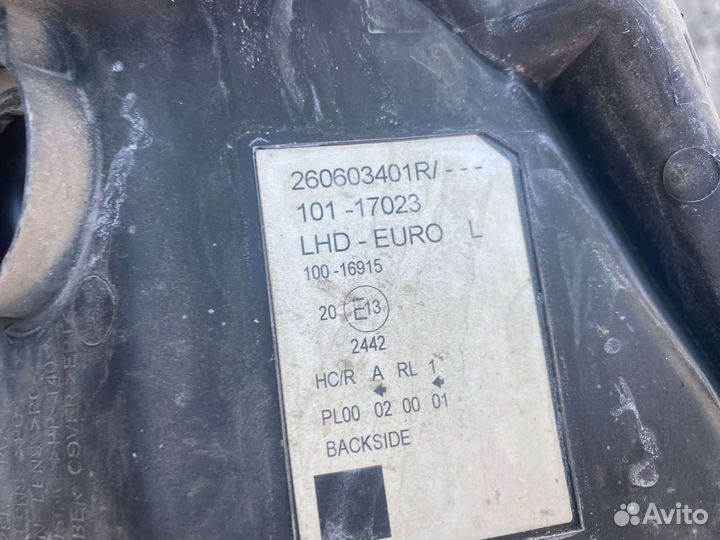 260603401R/ ---
101 -17023
LHD - EURO L
100 -16915
20 E13
2442
HC/R A RL 1
PL00 02 00 01
BACKSIDE
Avito